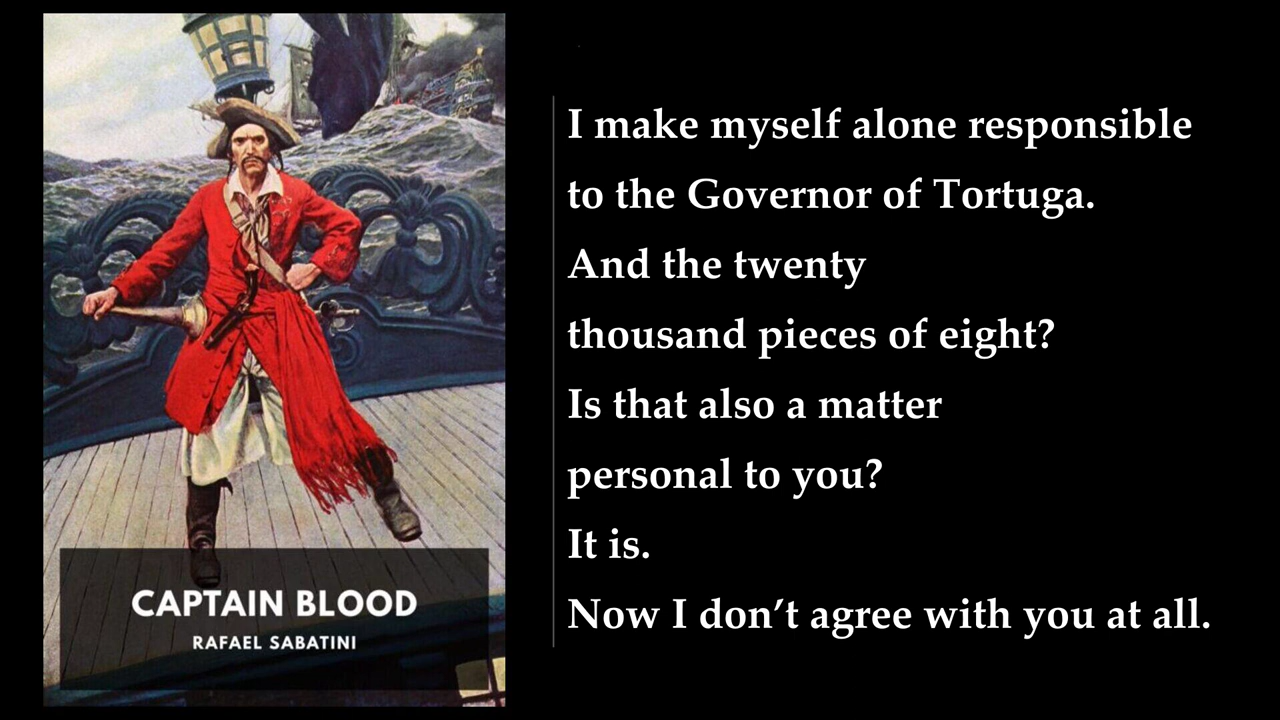 CAPTAIN BLOOD
RAFAEL SABATINI
I make myself alone responsible
to the Governor of Tortuga.
And the twenty
thousand pieces of eight?
Is that also a matter
personal to you?
It is.
Now I don’t agree with you at all.